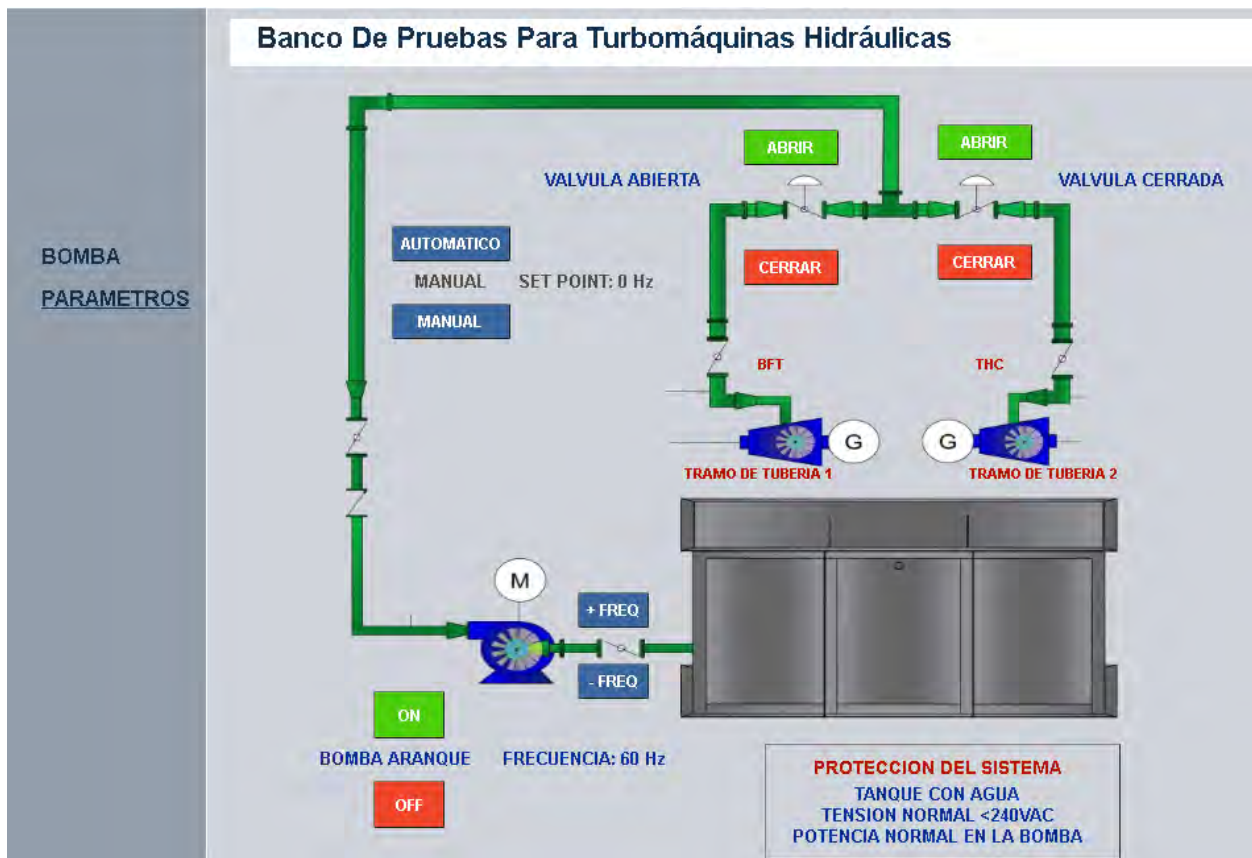 Banco De Pruebas Para Turbomáquinas Hidráulicas
BOMBA
PARAMETROS
ABRIR
ABRIR
VALVULA ABIERTA
VALVULA CERRADA
AUTOMATICO
MANUAL
SET POINT: 0 Hz
MANUAL
CERRAR
CERRAR
BFT
THC
G
G
TRAMO DE TUBERIA 1
TRAMO DE TUBERIA 2
M
+ FREQ
- FREQ
ON
BOMBA ARANQUE
FRECUENCIA: 60 Hz
OFF
PROTECCION DEL SISTEMA
TANQUE CON AGUA
TENSION NORMAL <240VAC
POTENCIA NORMAL EN LA BOMBA